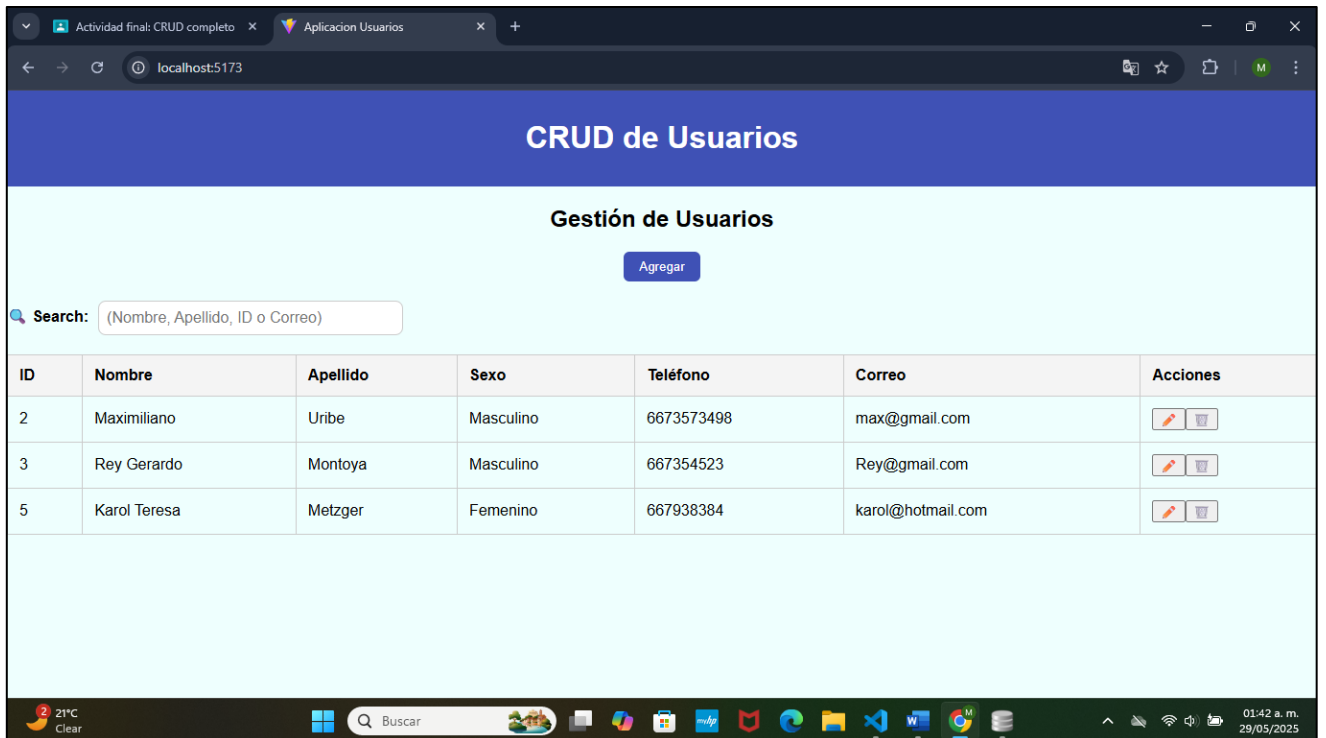 Actividad final: CRUD completo
Aplicacion Usuarios
localhost:5173
M
CRUD de Usuarios
Gestión de Usuarios
Agregar
Search: (Nombre, Apellido, ID o Correo)
ID Nombre Apellido Sexo Teléfono Correo Acciones
2 Maximiliano Uribe Masculino 6673573498 max@gmail.com
3 Rey Gerardo Montoya Masculino 667354523 Rey@gmail.com
5 Karol Teresa Metzger Femenino 667938384 karol@hotmail.com
2 21°C
Clear
Buscar
myhp
W
M
01:42 a. m.
29/05/2025